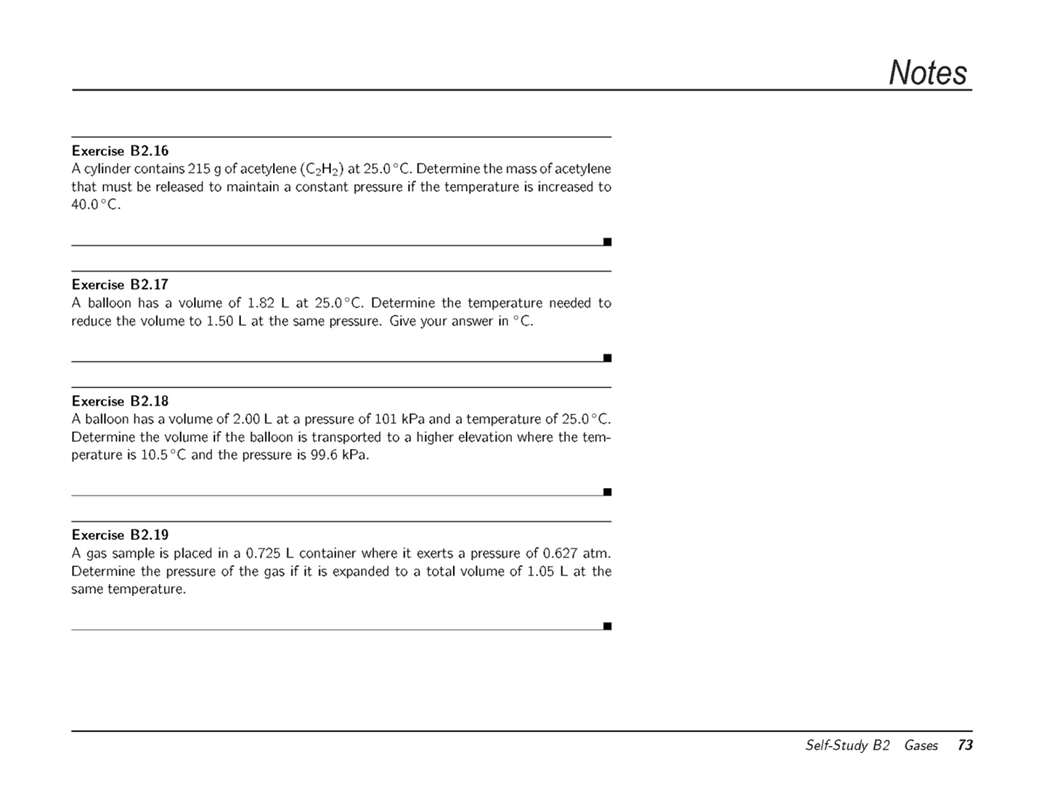 Notes
Exercise B2.16
A cylinder contains 215 g of acetylene (C₂H₂) at 25.0 °C. Determine the mass of acetylene
that must be released to maintain a constant pressure if the temperature is increased to
40.0 °C.
Exercise B2.17
A balloon has a volume of 1.82 L at 25.0 °C. Determine the temperature needed to
reduce the volume to 1.50 L at the same pressure. Give your answer in °C.
Exercise B2.18
A balloon has a volume of 2.00 L at a pressure of 101 kPa and a temperature of 25.0 °C.
Determine the volume if the balloon is transported to a higher elevation where the tem-
perature is 10.5 °C and the pressure is 99.6 kPa.
Exercise B2.19
A gas sample is placed in a 0.725 L container where it exerts a pressure of 0.627 atm.
Determine the pressure of the gas if it is expanded to a total volume of 1.05 L at the
same temperature.
Self-Study B2 Gases 73